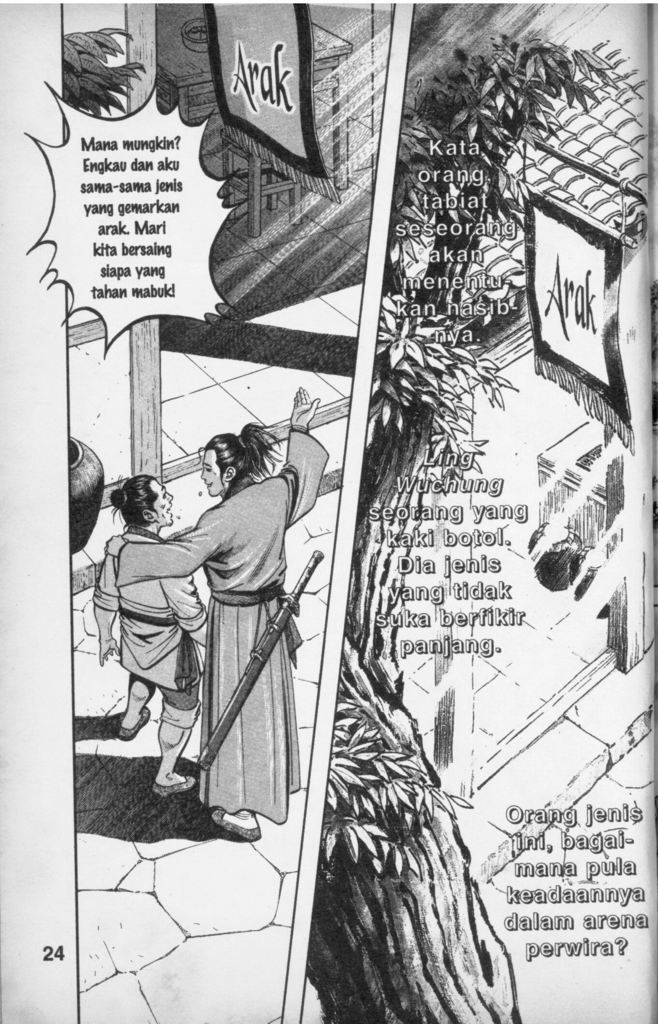 Arak
Mana mungkin?
Engkau dan aku
sama-sama jenis
yang gemarkan
arak. Mari
kita bersaing
siapa yang
tahan mabuk!
Kata
orang,
tabiat
seseorang
akan
menentu-
kan nasib-
nya.
Arak
Ling
Wuchung
seorang yang
kaki botol.
Dia jenis
yang tidak
suka berfikir
panjang.
Orang jenis
ini, bagai-
mana pula
keadaannya
dalam arena
perwira?
24